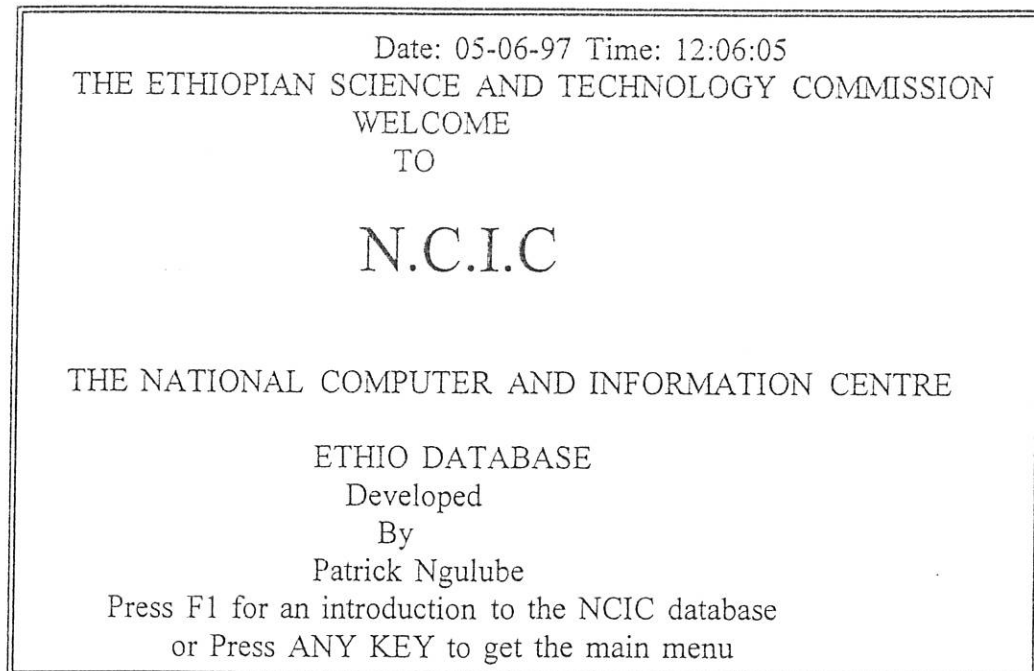 Date: 05-06-97 Time: 12:06:05
THE ETHIOPIAN SCIENCE AND TECHNOLOGY COMMISSION
WELCOME
TO
N.C.I.C
THE NATIONAL COMPUTER AND INFORMATION CENTRE
ETHIO DATABASE
Developed
By
Patrick Ngulube
Press F1 for an introduction to the NCIC database
or Press ANY KEY to get the main menu